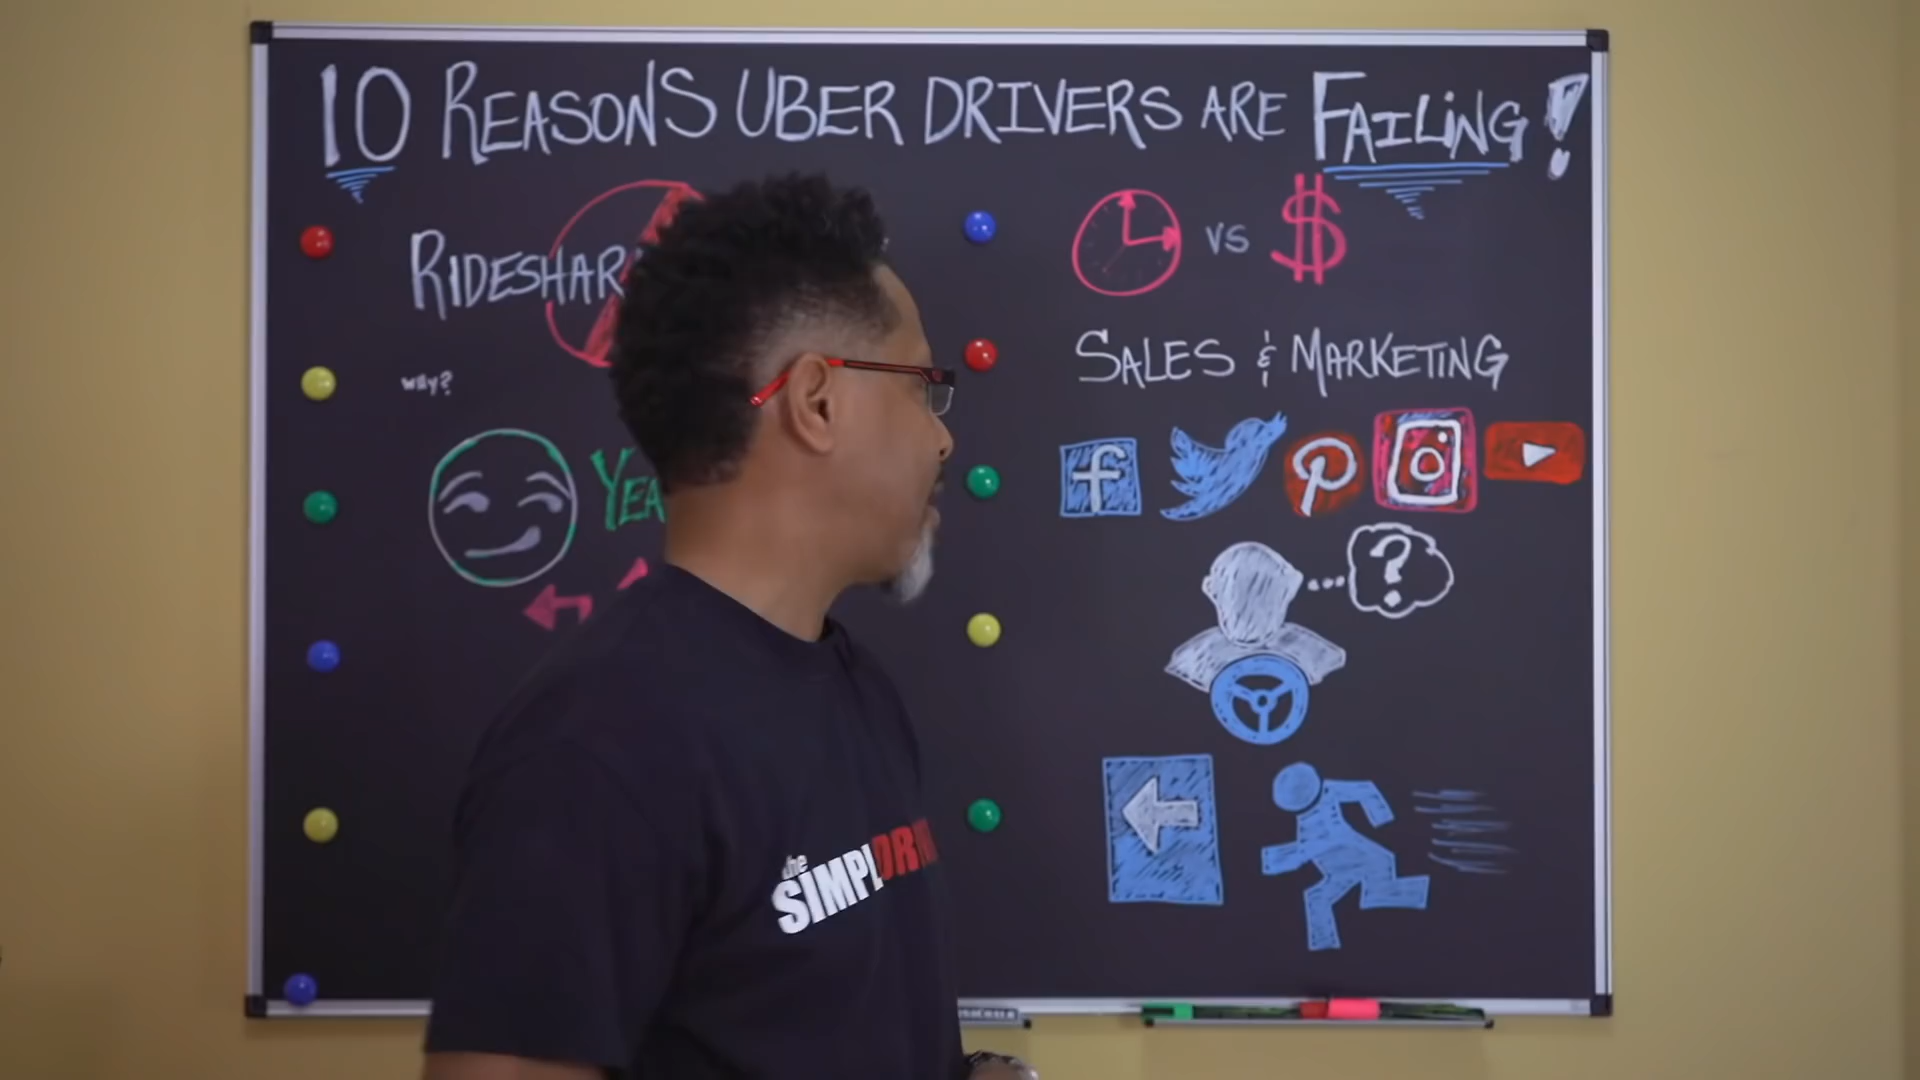 10 REASONS UBER DRIVERS ARE FAILING!
RIDESHAR
VS $
WHY?
SALES & MARKETING
YEA
f
?
the
SIMPL